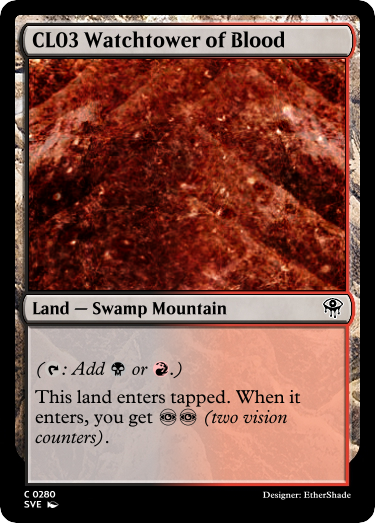 CL03 Watchtower of Blood
Land — Swamp Mountain
(: Add or .)
This land enters tapped. When it
enters, you get (two vision
counters).
C 0280
SVE
Designer: EtherShade